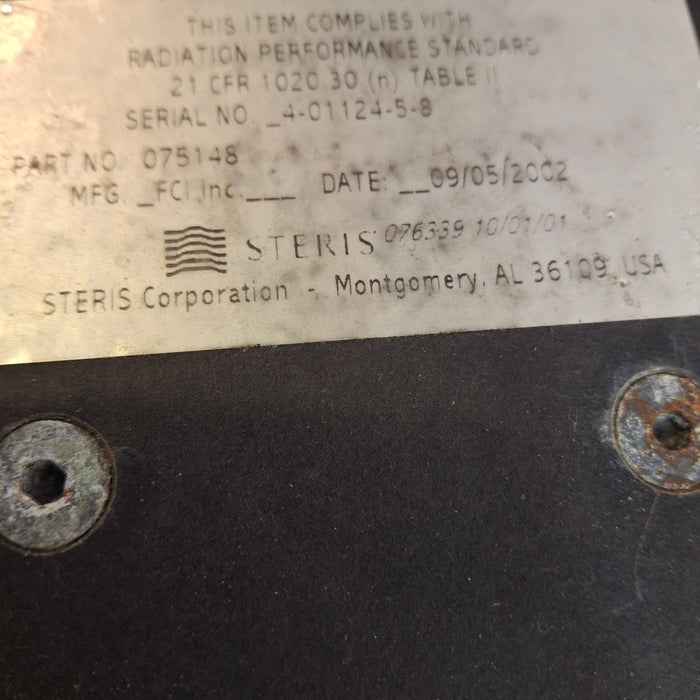 THIS ITEM COMPLIES WITH
RADIATION PERFORMANCE STANDARD
21 CFR 1020.30 (n) TABLE II
SERIAL NO. _4-01124-5-8
PART NO. 075148
MFG. _FCI,Inc.___ DATE: __09/05/2002
STERIS 076339 10/01/01
STERIS Corporation - Montgomery, AL 36109, USA